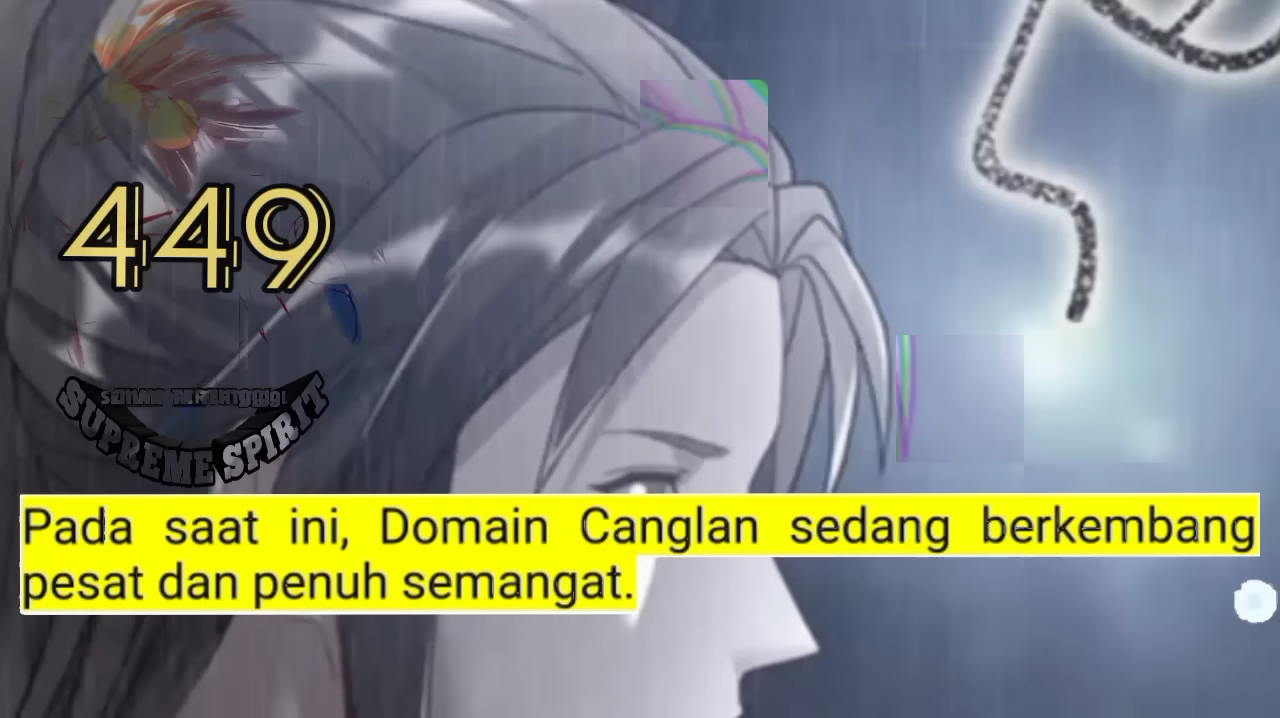 449
SUPREME SPIRIT
Pada saat ini, Domain Canglan sedang berkembang
pesat dan penuh semangat.